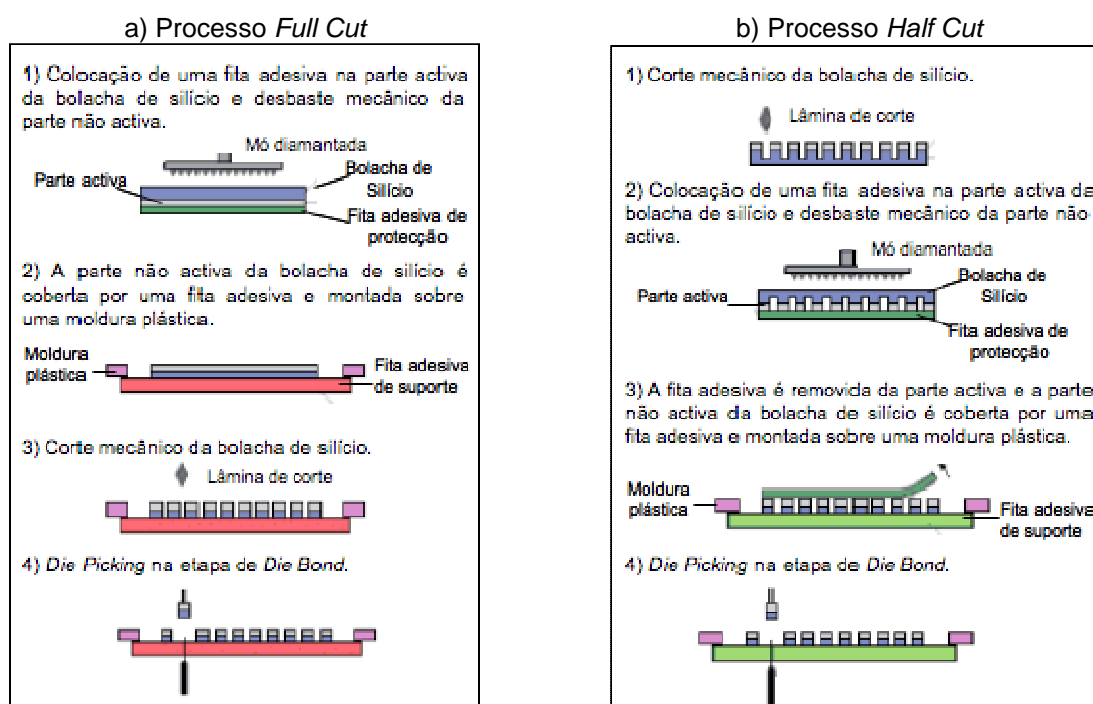 a) Processo Full Cut
1) Colocação de uma fita adesiva na parte activa
da bolacha de silício e desbaste mecânico da
parte não activa.
Mó diamantada
Parte activa
Bolacha de
Silício
Fita adesiva de
protecção
2) A parte não activa da bolacha de silício é
coberta por uma fita adesiva e montada sobre
uma moldura plástica.
Moldura
plástica
Fita adesiva
de suporte
3) Corte mecânico da bolacha de silício.
Lâmina de corte
4) Die Picking na etapa de Die Bond.
b) Processo Half Cut
1) Corte mecânico da bolacha de silício.
Lâmina de corte
2) Colocação de uma fita adesiva na parte activa da
bolacha de silício e desbaste mecânico da parte não
activa.
Mó diamantada
Parte activa
Bolacha de
Silício
Fita adesiva de
protecção
3) A fita adesiva é removida da parte activa e a parte
não activa da bolacha de silício é coberta por uma
fita adesiva e montada sobre uma moldura plástica.
Moldura
plástica
Fita adesiva
de suporte
4) Die Picking na etapa de Die Bond.